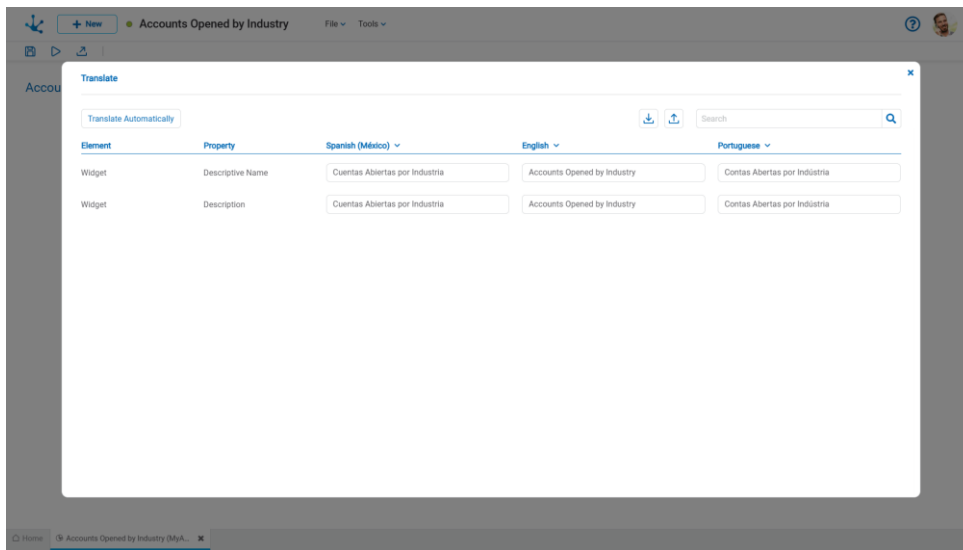 + New Accounts Opened by Industry File Tools
Accou
Translate
Translate Automatically Search
Element Property Spanish (México) English Portuguese
Widget Descriptive Name Cuentas Abiertas por Industria Accounts Opened by Industry Contas Abertas por Indústria
Widget Description Cuentas Abiertas por Industria Accounts Opened by Industry Contas Abertas por Indústria
Home Accounts Opened by Industry (MyA...